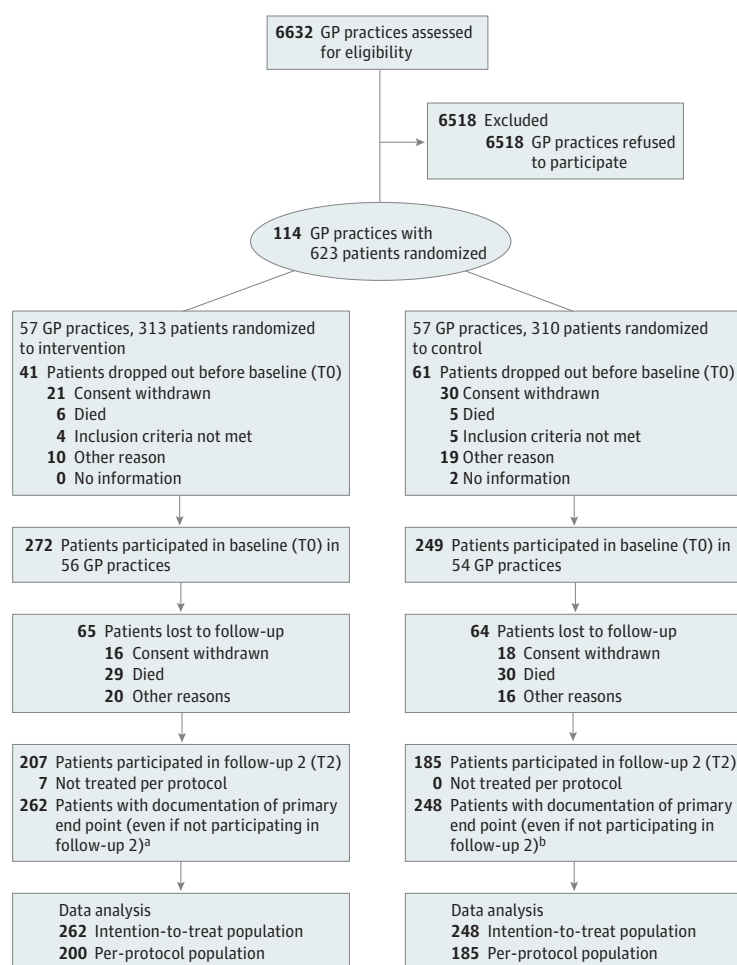 6632 GP practices assessed
for eligibility
6518 Excluded
6518 GP practices refused
to participate
114 GP practices with
623 patients randomized
57 GP practices, 313 patients randomized
to intervention
41 Patients dropped out before baseline (T0)
21 Consent withdrawn
6 Died
4 Inclusion criteria not met
10 Other reason
0 No information
57 GP practices, 310 patients randomized
to control
61 Patients dropped out before baseline (T0)
30 Consent withdrawn
5 Died
5 Inclusion criteria not met
19 Other reason
2 No information
272 Patients participated in baseline (T0) in
56 GP practices
249 Patients participated in baseline (T0) in
54 GP practices
65 Patients lost to follow-up
16 Consent withdrawn
29 Died
20 Other reasons
64 Patients lost to follow-up
18 Consent withdrawn
30 Died
16 Other reasons
207 Patients participated in follow-up 2 (T2)
7 Not treated per protocol
262 Patients with documentation of primary
end point (even if not participating in
follow-up 2)a
185 Patients participated in follow-up 2 (T2)
0 Not treated per protocol
248 Patients with documentation of primary
end point (even if not participating in
follow-up 2)b
Data analysis
262 Intention-to-treat population
200 Per-protocol population
Data analysis
248 Intention-to-treat population
185 Per-protocol population